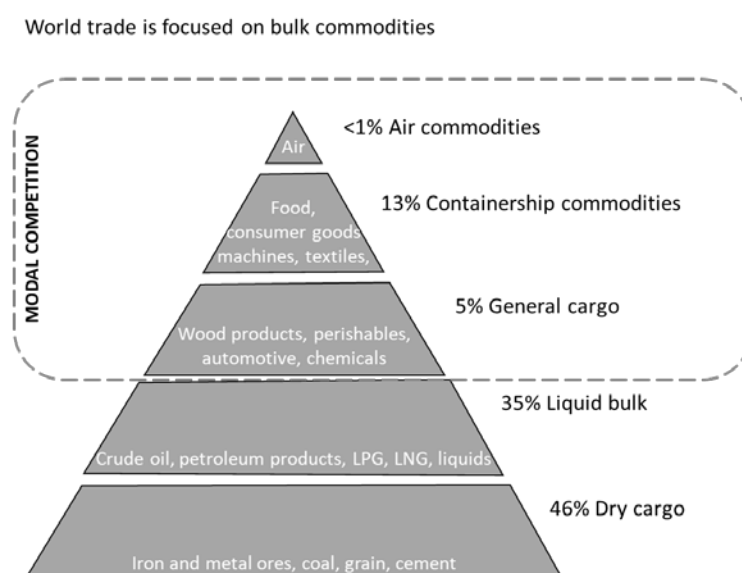 World trade is focused on bulk commodities
MODAL COMPETITION
Air
<1% Air commodities
Food,
consumer goods
machines, textiles,
13% Containership commodities
Wood products, perishables,
automotive, chemicals
5% General cargo
Crude oil, petroleum products, LPG, LNG, liquids
35% Liquid bulk
Iron and metal ores, coal, grain, cement
46% Dry cargo